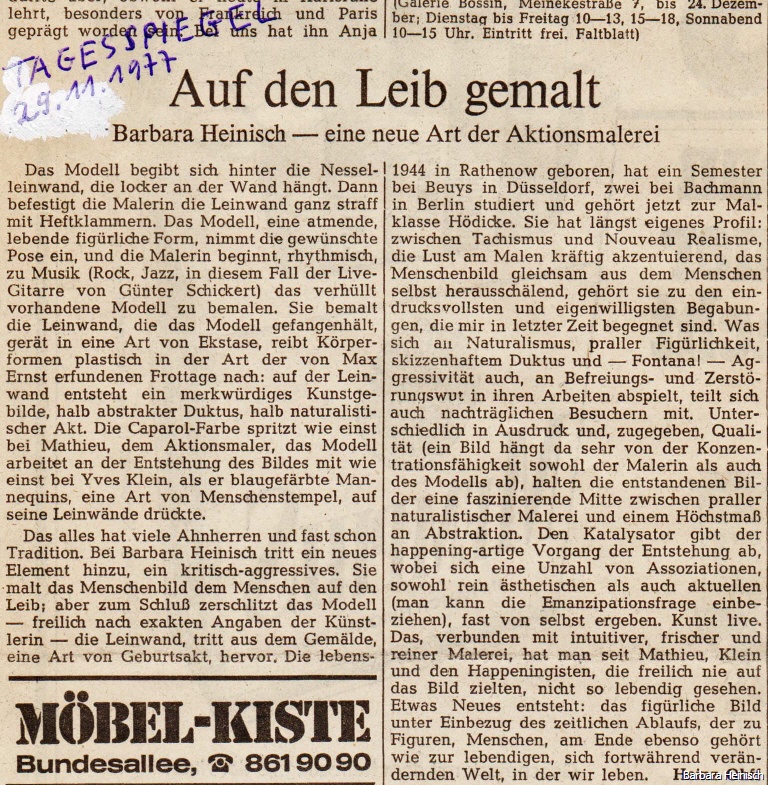 lehrt, besonders von Frankreich und Paris
geprägt worden sein. Bei uns hat ihn Anja
(Galerie Bossin, Meinekestraße 7, bis 24. Dezem-
ber; Dienstag bis Freitag 10—13, 15—18, Sonnabend
10—15 Uhr. Eintritt frei. Faltblatt)
TAGESSPIEGEL
29.11.1977
Auf den Leib gemalt
Barbara Heinisch — eine neue Art der Aktionsmalerei
Das Modell begibt sich hinter die Nessel-
leinwand, die locker an der Wand hängt. Dann
befestigt die Malerin die Leinwand ganz straff
mit Heftklammern. Das Modell, eine atmende,
lebende figürliche Form, nimmt die gewünschte
Pose ein, und die Malerin beginnt, rhythmisch,
zu Musik (Rock, Jazz, in diesem Fall der Live-
Gitarre von Günter Schickert) das verhüllt
vorhandene Modell zu bemalen. Sie bemalt
die Leinwand, die das Modell gefangenhält,
gerät in eine Art von Ekstase, reibt Körper-
formen plastisch in der Art der von Max
Ernst erfundenen Frottage nach: auf der Lein-
wand entsteht ein merkwürdiges Kunstge-
bilde, halb abstrakter Duktus, halb naturalisti-
scher Akt. Die Caparol-Farbe spritzt wie einst
bei Mathieu, dem Aktionsmaler, das Modell
arbeitet an der Entstehung des Bildes mit wie
einst bei Yves Klein, als er blaugefärbte Man-
nequins, eine Art von Menschenstempel, auf
seine Leinwände drückte.
Das alles hat viele Ahnherren und fast schon
Tradition. Bei Barbara Heinisch tritt ein neues
Element hinzu, ein kritisch-aggressives. Sie
malt das Menschenbild dem Menschen auf den
Leib; aber zum Schluß zerschlitzt das Modell
— freilich nach exakten Angaben der Künst-
lerin — die Leinwand, tritt aus dem Gemälde,
eine Art von Geburtsakt, hervor. Die lebens-
1944 in Rathenow geboren, hat ein Semester
bei Beuys in Düsseldorf, zwei bei Bachmann
in Berlin studiert und gehört jetzt zur Mal-
klasse Hödicke. Sie hat längst eigenes Profil:
zwischen Tachismus und Nouveau Realisme,
die Lust am Malen kräftig akzentuierend, das
Menschenbild gleichsam aus dem Menschen
selbst herausschälend, gehört sie zu den ein-
drucksvollsten und eigenwilligsten Begabun-
gen, die mir in letzter Zeit begegnet sind. Was
sich an Naturalismus, praller Figürlichkeit,
skizzenhaftem Duktus und — Fontana! — Ag-
gressivität auch, an Befreiungs- und Zerstö-
rungswut in ihren Arbeiten abspielt, teilt sich
auch nachträglichen Besuchern mit. Unter-
schiedlich in Ausdruck und, zugegeben, Quali-
tät (ein Bild hängt da sehr von der Konzen-
trationsfähigkeit sowohl der Malerin als auch
des Modells ab), halten die entstandenen Bil-
der eine faszinierende Mitte zwischen praller
naturalistischer Malerei und einem Höchstmaß
an Abstraktion. Den Katalysator gibt der
happening-artige Vorgang der Entstehung ab,
wobei sich eine Unzahl von Assoziationen,
sowohl rein ästhetischen als auch aktuellen
(man kann die Emanzipationsfrage einbe-
ziehen), fast von selbst ergeben. Kunst live.
Das, verbunden mit intuitiver, frischer und
reiner Malerei, hat man seit Mathieu, Klein
und den Happeningisten, die freilich nie auf
das Bild zielten, nicht so lebendig gesehen.
Etwas Neues entsteht: das figürliche Bild
unter Einbezug des zeitlichen Ablaufs, der zu
Figuren, Menschen, am Ende ebenso gehört
wie zur lebendigen, sich fortwährend verän-
dernden Welt, in der wir leben.
MÖBEL-KISTE
Bundesallee, ☎ 861 90 90
Barbara Heinisch